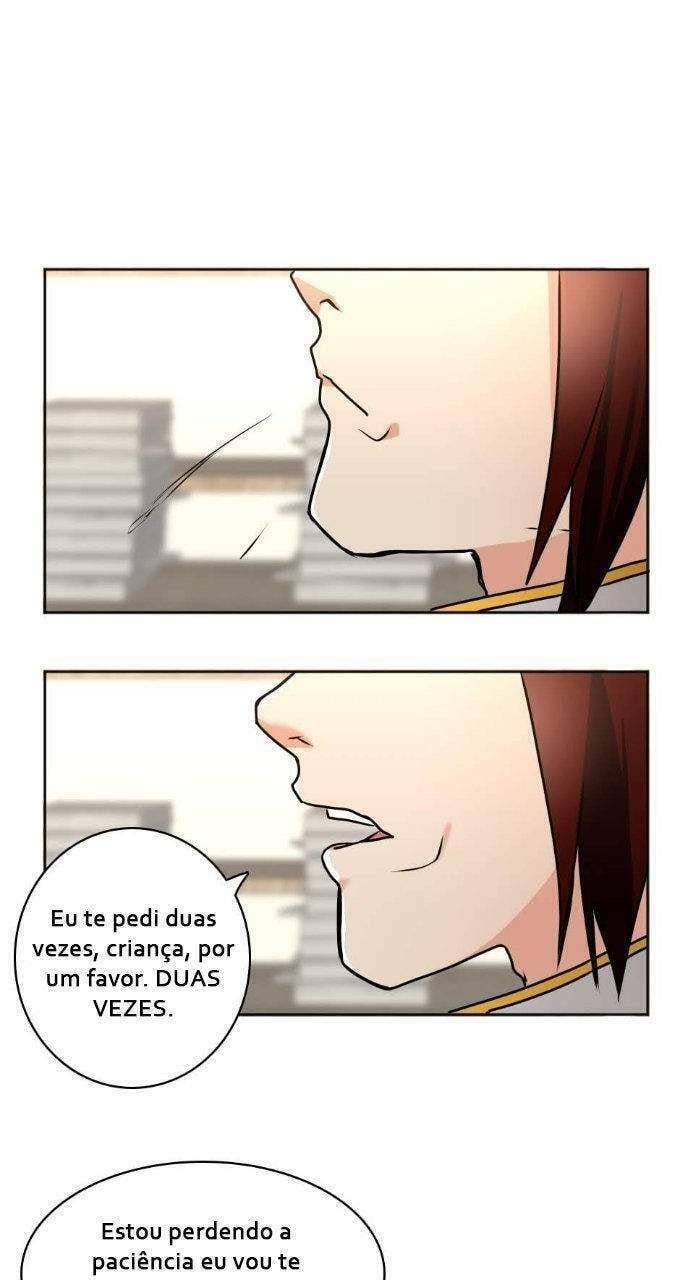 Eu te pedi duas
vezes, criança, por
um favor. DUAS
VEZES.
Estou perdendo a
paciência eu vou te